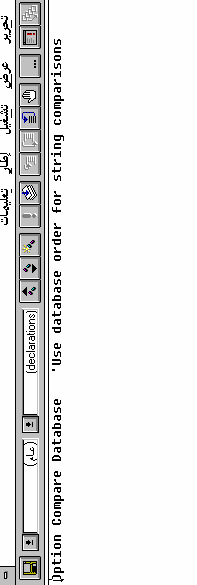 تحرير عرض تشغيل إطار تعليمات
...
(declarations)
(عام)
Option Compare Database 'Use database order for string comparisons